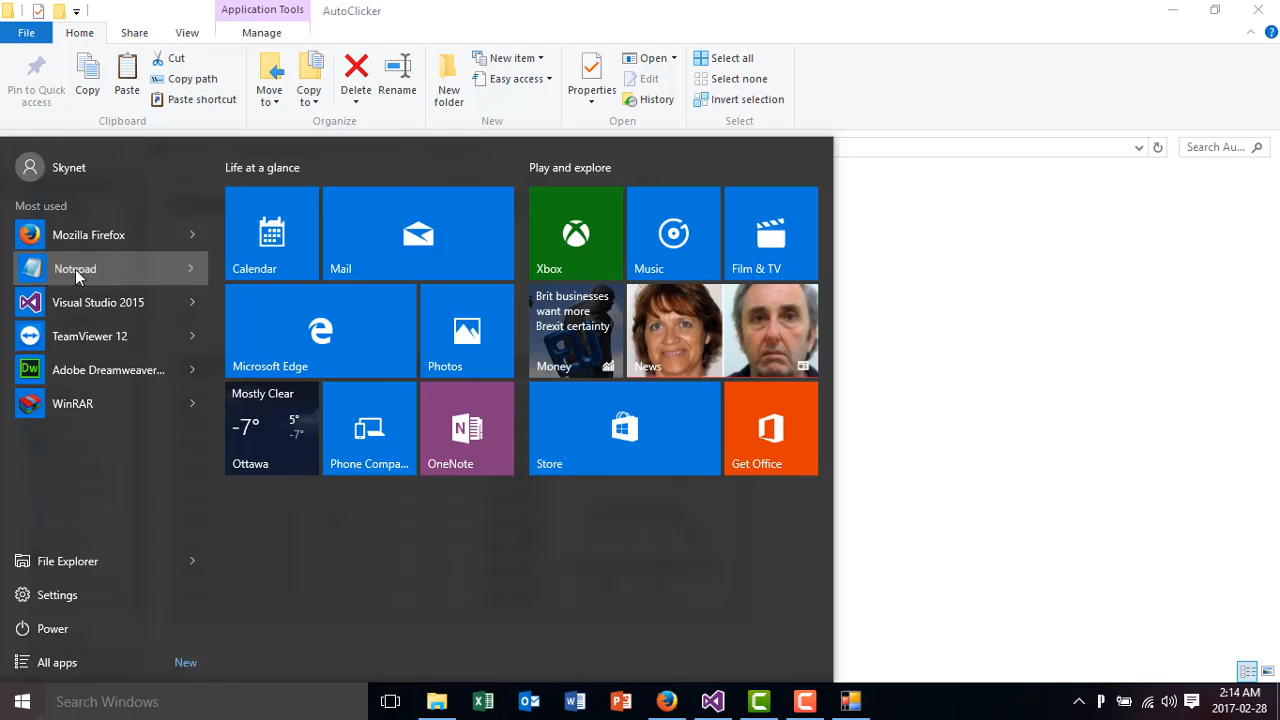 Application Tools
AutoClicker
File
Home
Share
View
Manage
Pin to Quick
access
Copy
Paste
Cut
Copy path
Paste shortcut
Clipboard
Move
to
Copy
to
Delete
Rename
Organize
New
folder
New item
Easy access
New
Properties
Open
Edit
History
Open
Select all
Select none
Invert selection
Select
Search Au...
Skynet
Most used
Mozilla Firefox
Notepad
Visual Studio 2015
TeamViewer 12
Dw
Adobe Dreamweaver...
WinRAR
File Explorer
Settings
Power
All apps
New
Life at a glance
Calendar
Mail
Microsoft Edge
Photos
Mostly Clear
-7°
5°
-7°
Ottawa
Phone Compa...
N
OneNote
Play and explore
Xbox
Music
Film & TV
Brit businesses
want more
Brexit certainty
Money
News
Store
Get Office
Search Windows
2:14 AM
2017-02-28